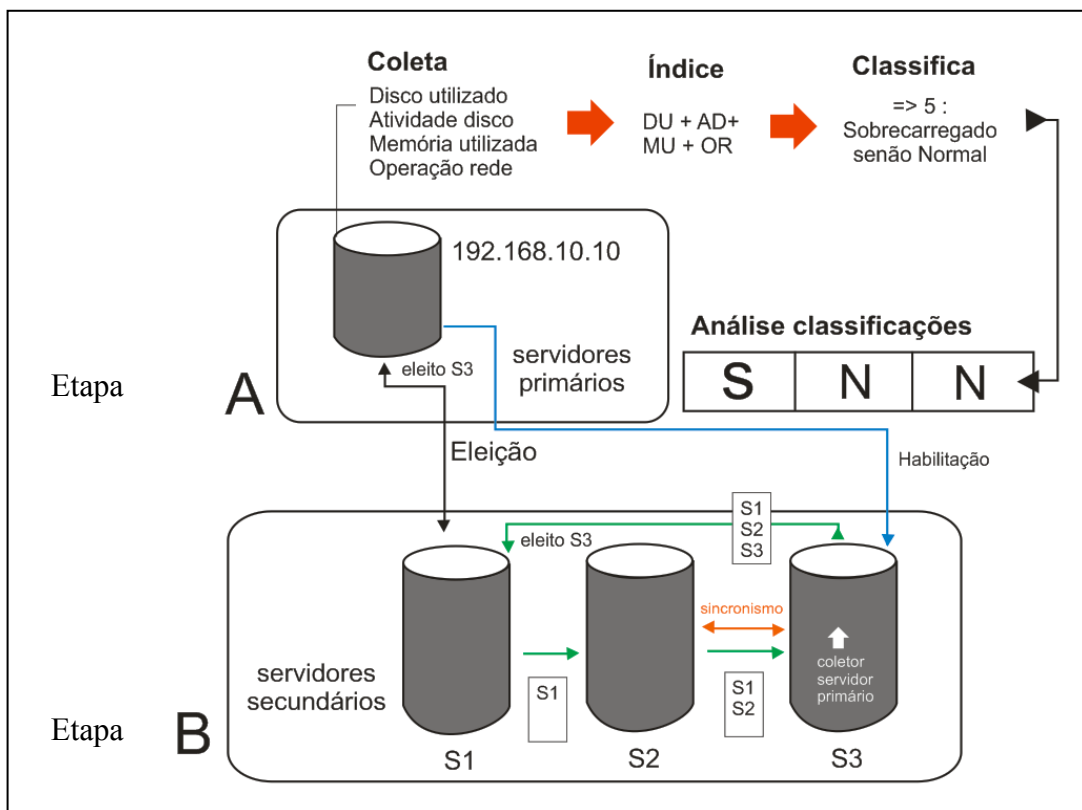 Coleta
Disco utilizado
Atividade disco
Memória utilizada
Operação rede
Índice
DU + AD+
MU + OR
Classifica
=> 5 :
Sobrecarregado
senão Normal
192.168.10.10
servidores
primários
eleito S3
Etapa
A
Análise classificações
S N N
Eleição
Habilitação
S1
S2
S3
eleito S3
sincronismo
coletor
servidor
primário
servidores
secundários
S1
S1
S2
Etapa
B
S1
S2
S3